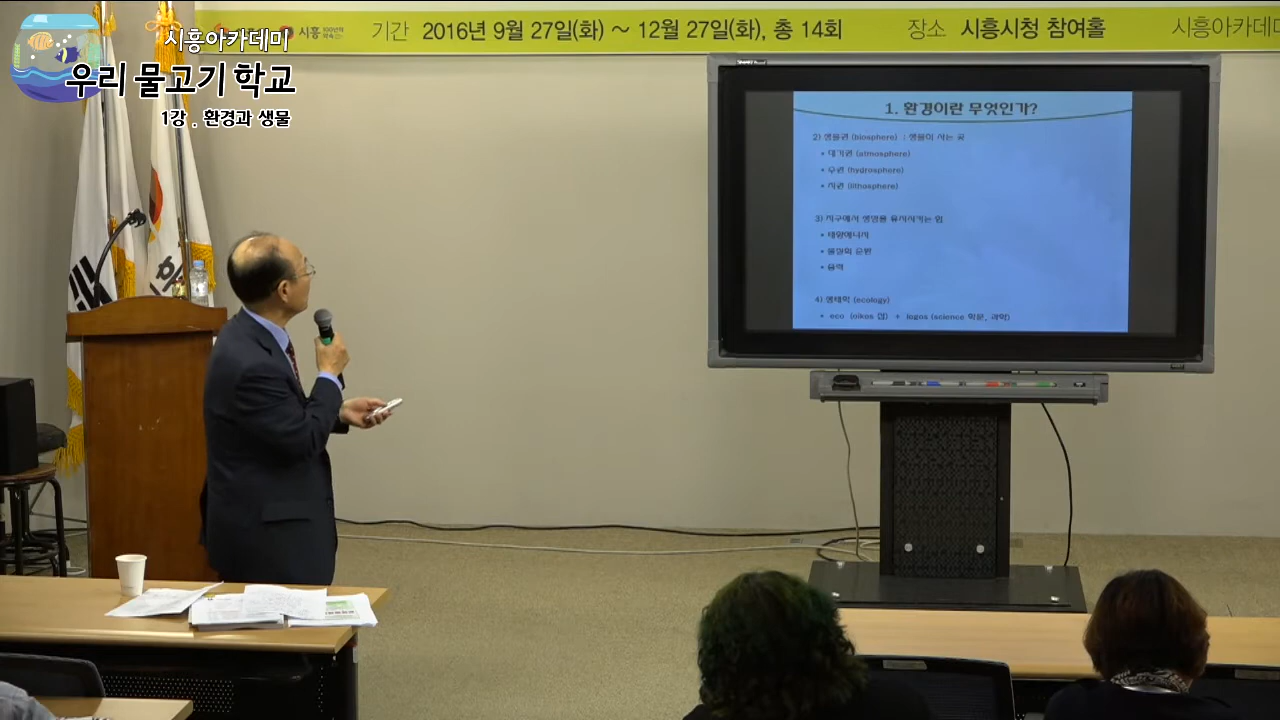 시흥아카데미
우리 물고기 학교
1강 . 환경과 생물
시흥
기간 2016년 9월 27일(화) ~ 12월 27일(화), 총 14회
장소 시흥시청 참여홀
시흥아카데미
1. 환경이란 무엇인가?
2) 생물권 (biosphere) : 생물이 사는 곳
• 대기권 (atmosphere)
• 수권 (hydrosphere)
• 지권 (lithosphere)
3) 지구에서 생명을 유지시키는 힘
• 태양에너지
• 물질의 순환
• 중력
4) 생태학 (ecology)
• eco (oikos 집) + logos (science 학문, 과학)